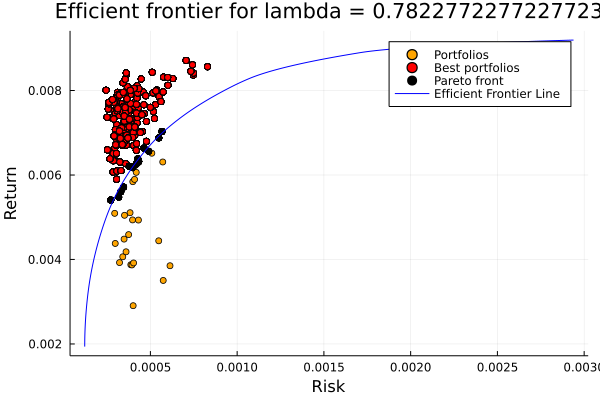 Efficient frontier for lambda = 0.7822772277227723
Portfolios
Best portfolios
Pareto front
Efficient Frontier Line
0.008
0.006
0.004
0.002
Return
0.0005
0.0010
0.0015
0.0020
0.0025
0.0030
Risk